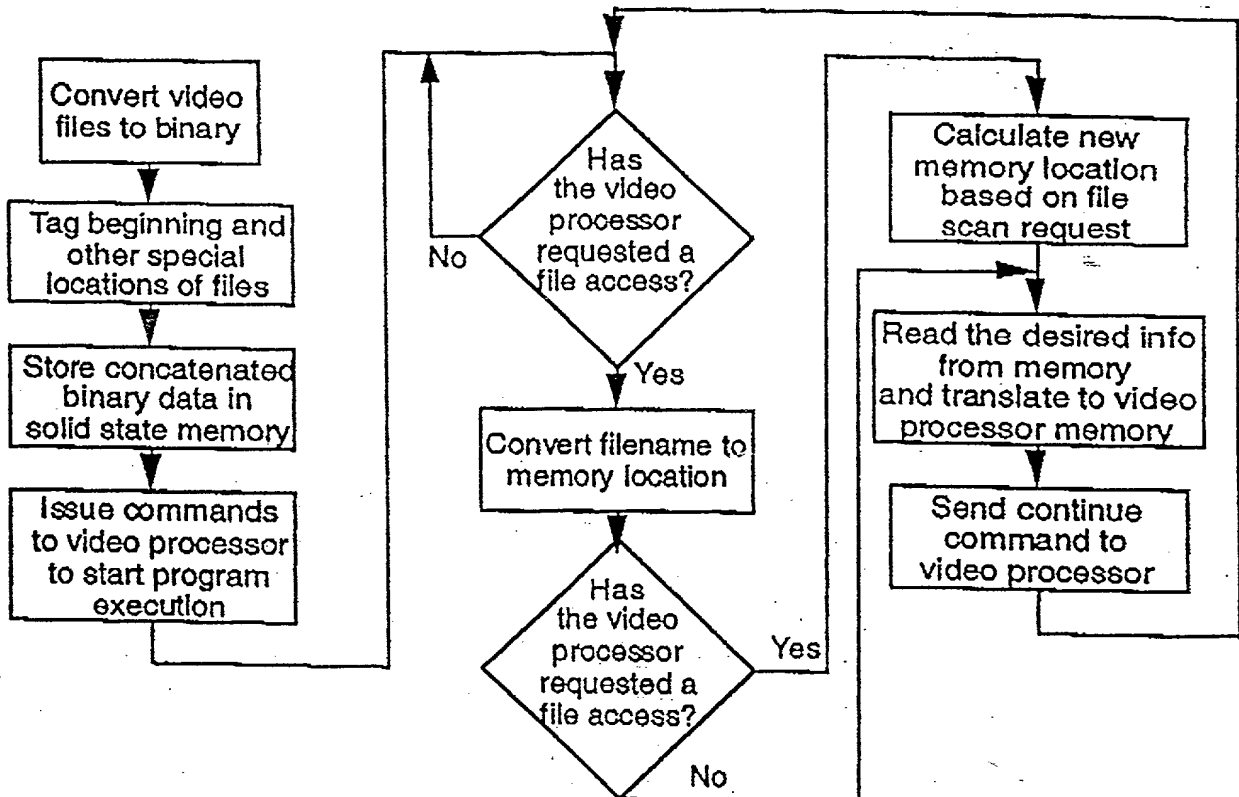 Convert video
files to binary
Tag beginning and
other special
locations of files
Store concatenated
binary data in
solid state memory
Issue commands
to video processor
to start program
execution
Has
the video
processor
requested a
file access?
No
Yes
Convert filename to
memory location
Has
the video
processor
requested a
file access?
Yes
No
Calculate new
memory location
based on file
scan request
Read the desired info
from memory
and translate to video
processor memory
Send continue
command to
video processor